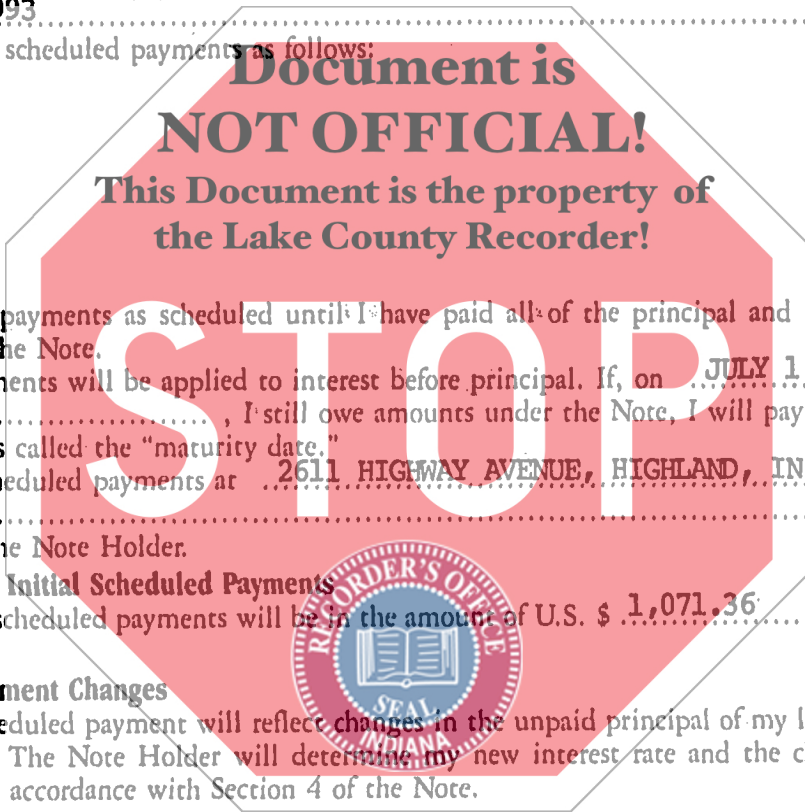 993
scheduled payments as follows:
Document is
NOT OFFICIAL!
This Document is the property of
the Lake County Recorder!
payments as scheduled until I have paid all of the principal and
he Note.
ments will be applied to interest before principal. If, on JULY 1
, I still owe amounts under the Note, I will pay
s called the "maturity date."
eduled payments at 2611 HIGHWAY AVENUE, HIGHLAND, IN
STOP
he Note Holder.
Initial Scheduled Payments
scheduled payments will be in the amount of U.S. $ 1,071.36
RECORDER'S OFFICE
SEAL
INDIANA
ment Changes
eduled payment will reflect changes in the unpaid principal of my l
The Note Holder will determine my new interest rate and the c
accordance with Section 4 of the Note.